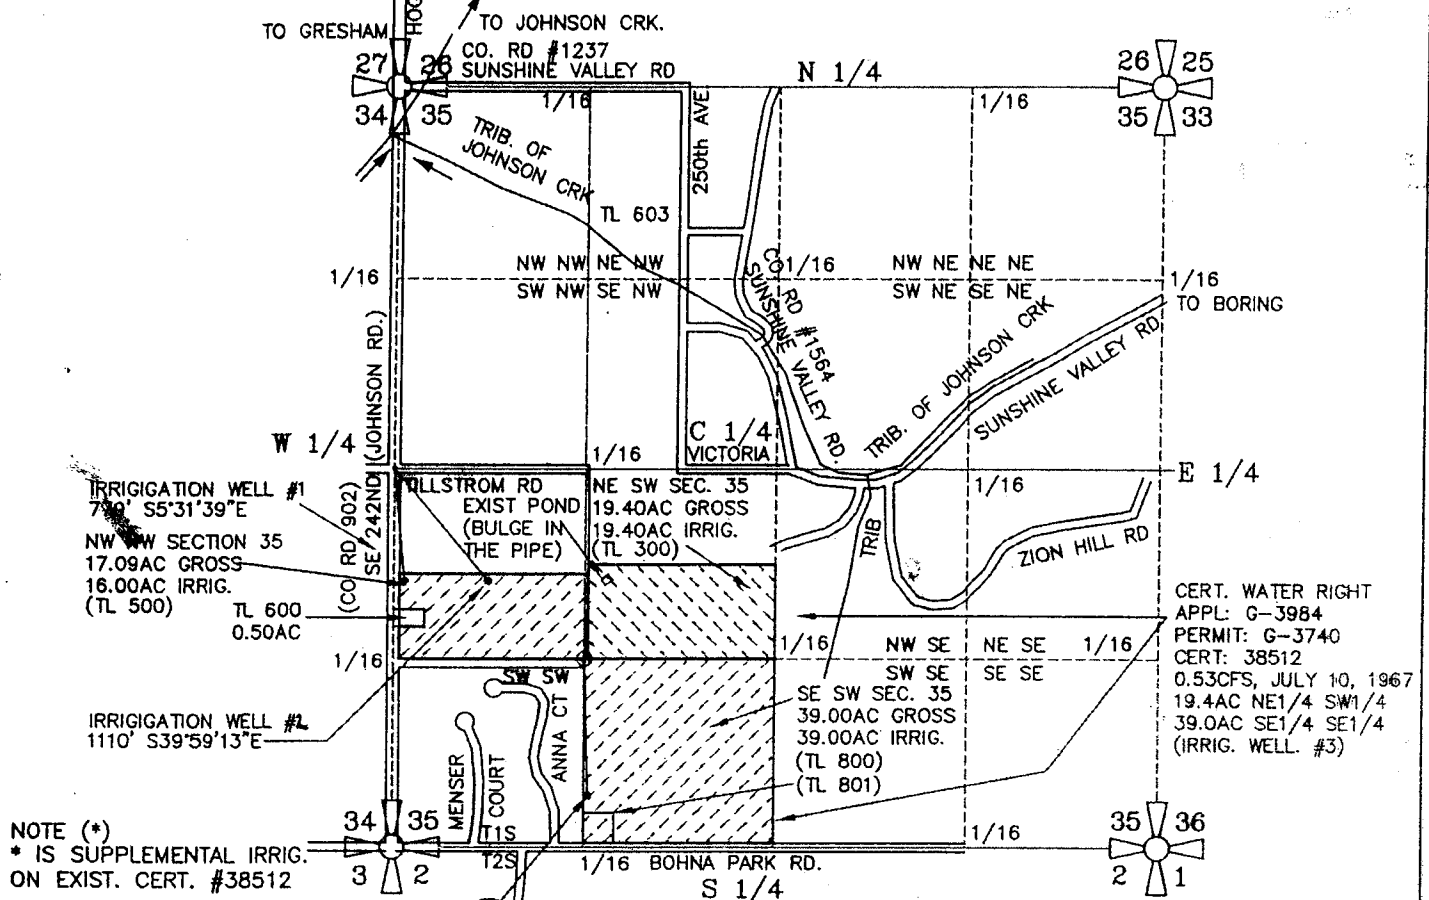 TO GRESHAM
HOG
TO JOHNSON CRK.
CO. RD #1237
SUNSHINE VALLEY RD
27 26
34 35
1/16
N 1/4
1/16
26 25
35 33
250th AVE.
TRIB. OF
JOHNSON CRK
TL 603
1/16
NW NW NE NW
SW NW SE NW
1/16
NW NE NE NE
SW NE SE NE
1/16
TO BORING
CO RD #1564
SUNSHINE VALLEY RD.
TRIB. OF JOHNSON CRK
SUNSHINE VALLEY RD
W 1/4
(CO RD 902)
SE 242ND (JOHNSON RD.)
1/16
C 1/4
VICTORIA
E 1/4
1/16
IRRIGIGATION WELL #1
S5°31'39"E
TILLSTROM RD
EXIST POND
(BULGE IN
THE PIPE)
NE SW SEC. 35
19.40AC GROSS
19.40AC IRRIG.
(TL 300)
TRIB
ZION HILL RD
NW SECTION 35
17.09AC GROSS
16.00AC IRRIG.
(TL 500)
TL 600
0.50AC
CERT. WATER RIGHT
APPL: G-3984
PERMIT: G-3740
CERT: 38512
0.53CFS, JULY 10, 1967
19.4AC NE1/4 SW1/4
39.0AC SE1/4 SE1/4
(IRRIG. WELL. #3)
1/16
1/16
NW SE NE SE
SW SE SE SE
1/16
SW SW
SE SW SEC. 35
39.00AC GROSS
39.00AC IRRIG.
(TL 800)
(TL 801)
IRRIGIGATION WELL #2
1110' S39°59'13"E
MENSER
COURT
ANNA CT
34 35
3 2
T1S
T2S
1/16
BOHNA PARK RD.
1/16
S 1/4
35 36
2 1
NOTE (*)
* IS SUPPLEMENTAL IRRIG.
ON EXIST. CERT. #38512